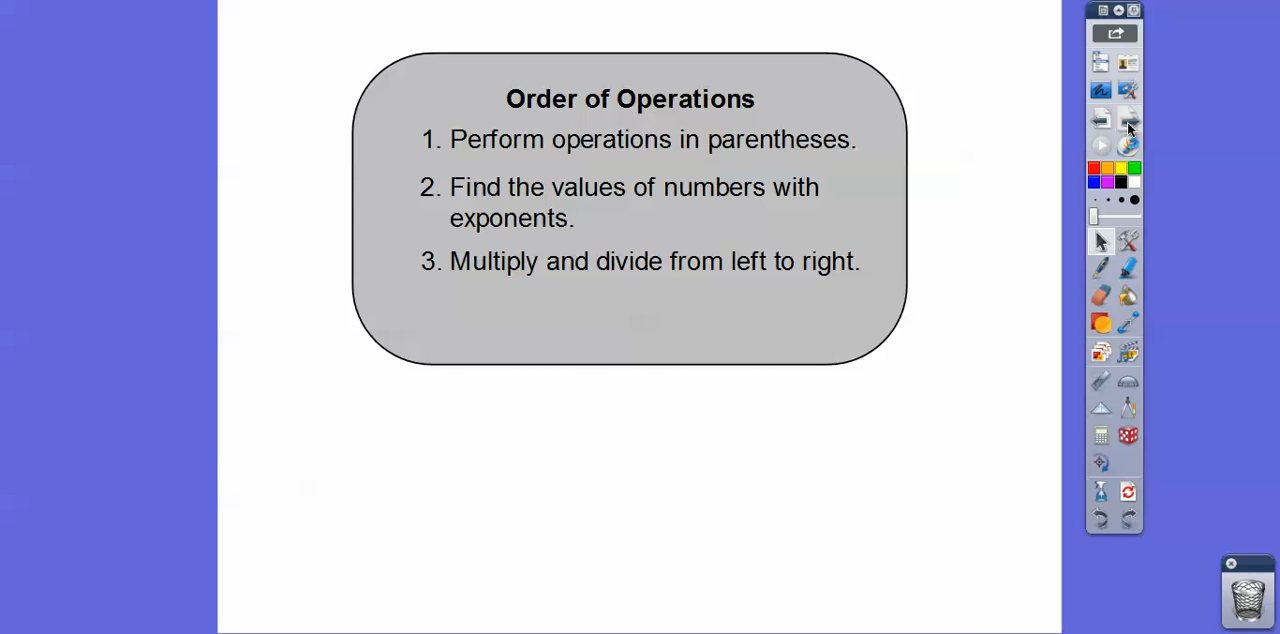 Order of Operations
1. Perform operations in parentheses.
2. Find the values of numbers with
exponents.
3. Multiply and divide from left to right.